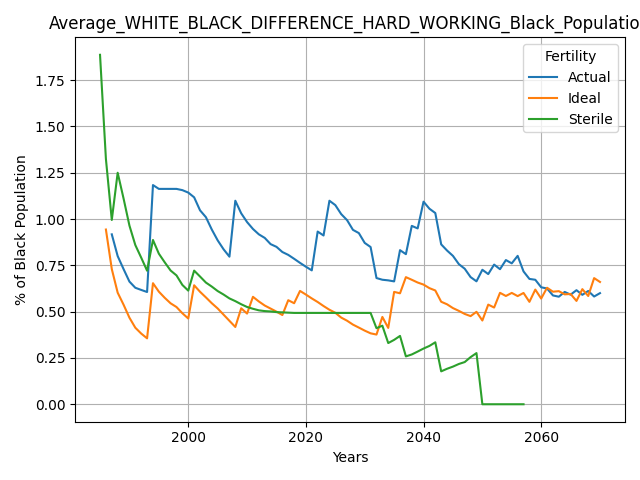 Average_WHITE_BLACK_DIFFERENCE_HARD_WORKING_Black_Populatio
Fertility
Actual
Ideal
Sterile
% of Black Population
1.75
1.50
1.25
1.00
0.75
0.50
0.25
0.00
2000 2020 2040 2060
Years